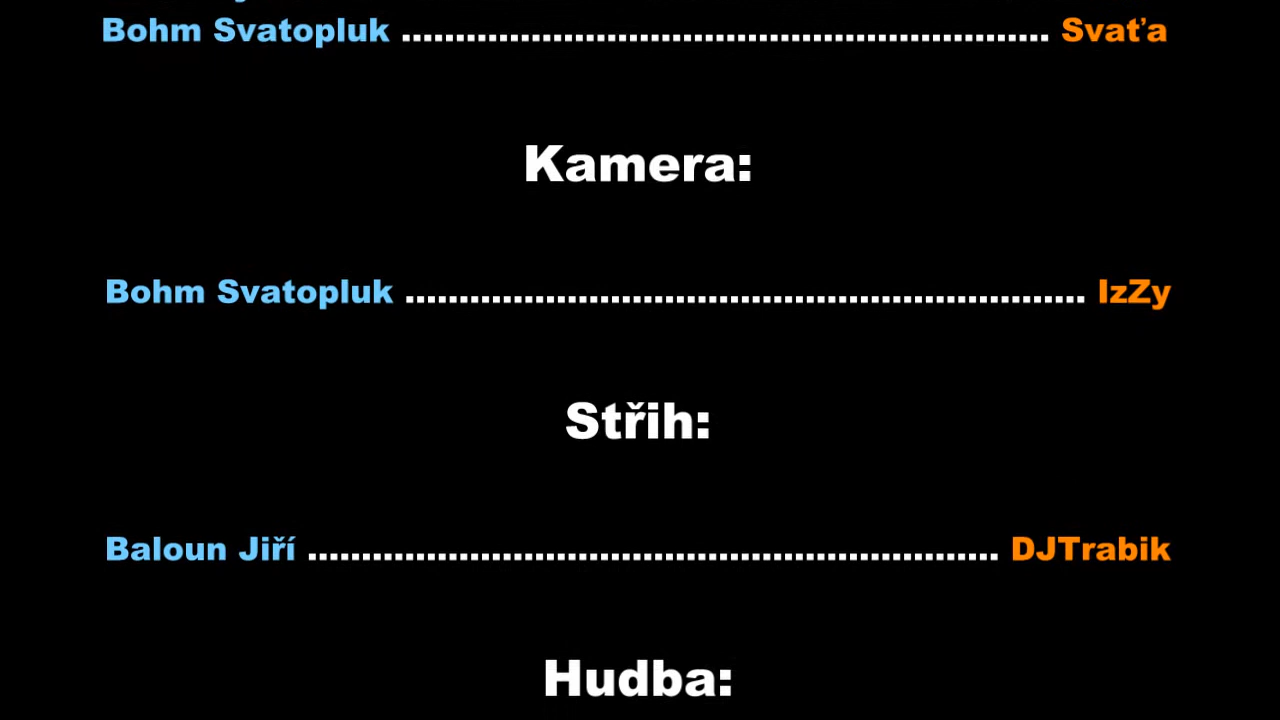 Bohm Svatopluk ............................................................ Svaťa
Kamera:
Bohm Svatopluk ............................................................... IzZy
Střih:
Baloun Jiří ................................................................ DJTrabik
Hudba: